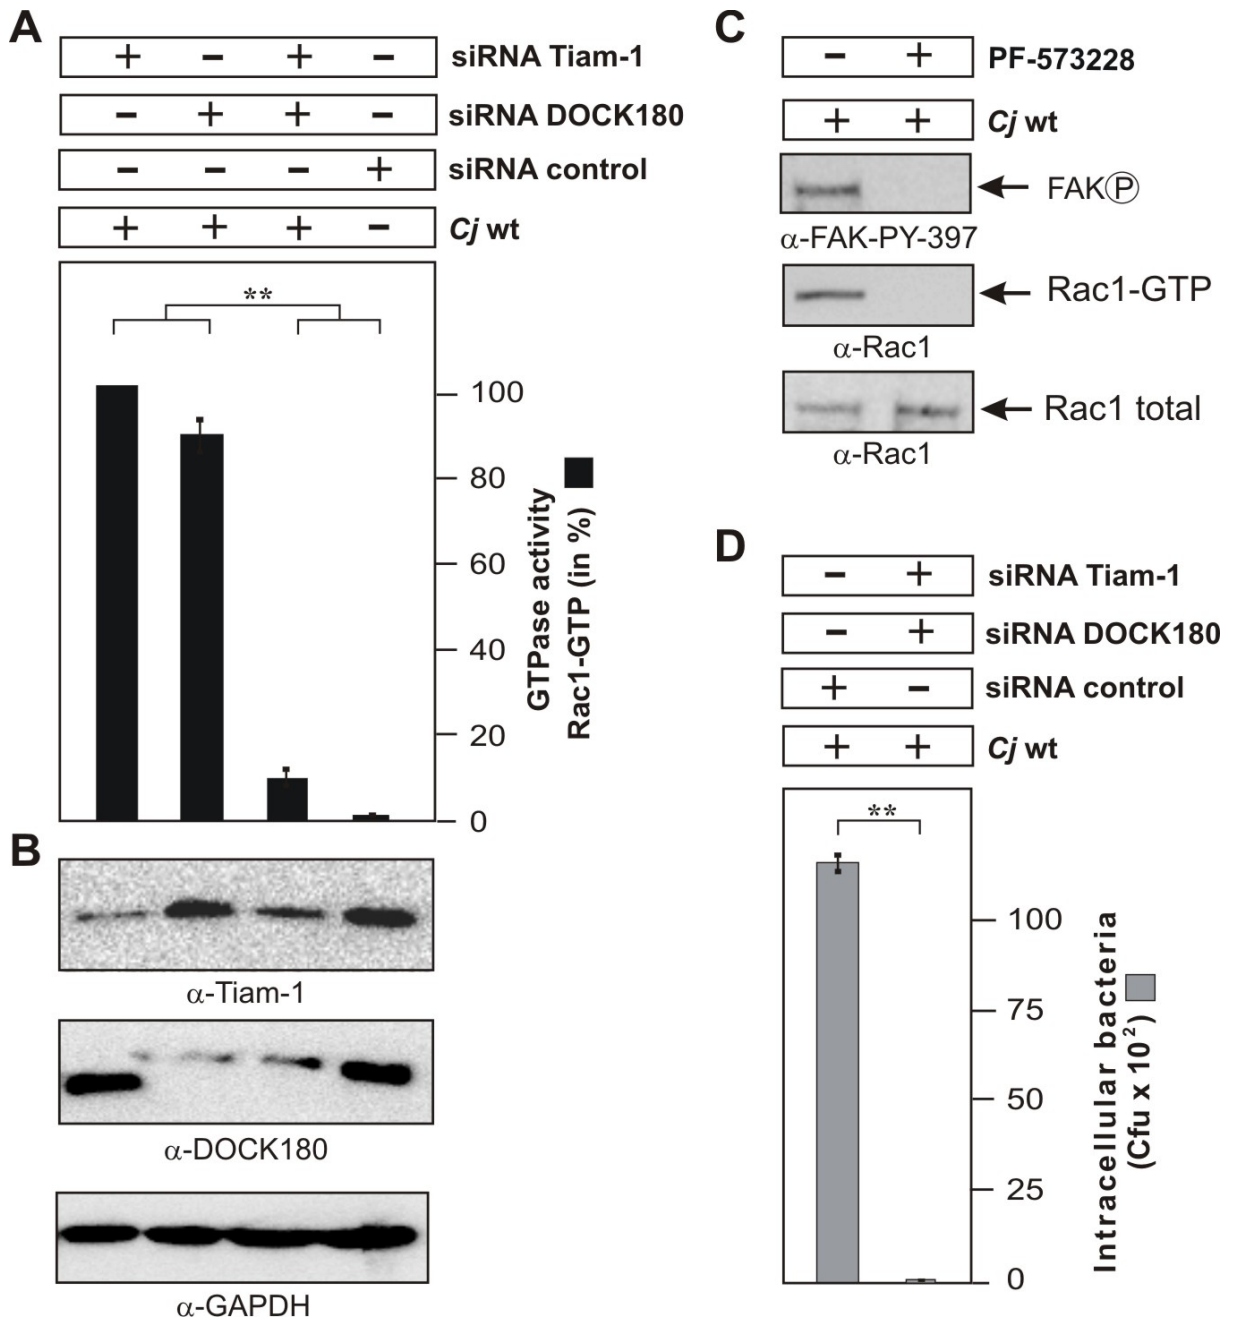 A
+ − + − siRNA Tiam-1
− + + − siRNA DOCK180
− − − + siRNA control
+ + + − Cj wt
**
100
80
60
40
20
0
GTPase activity
Rac1-GTP (in %)
B
α-Tiam-1
α-DOCK180
α-GAPDH
C
− + PF-573228
+ + Cj wt
FAKⓅ
α-FAK-PY-397
Rac1-GTP
α-Rac1
Rac1 total
α-Rac1
D
− + siRNA Tiam-1
− + siRNA DOCK180
+ − siRNA control
+ + Cj wt
**
100
75
50
25
0
Intracellular bacteria
(Cfu x 10²)